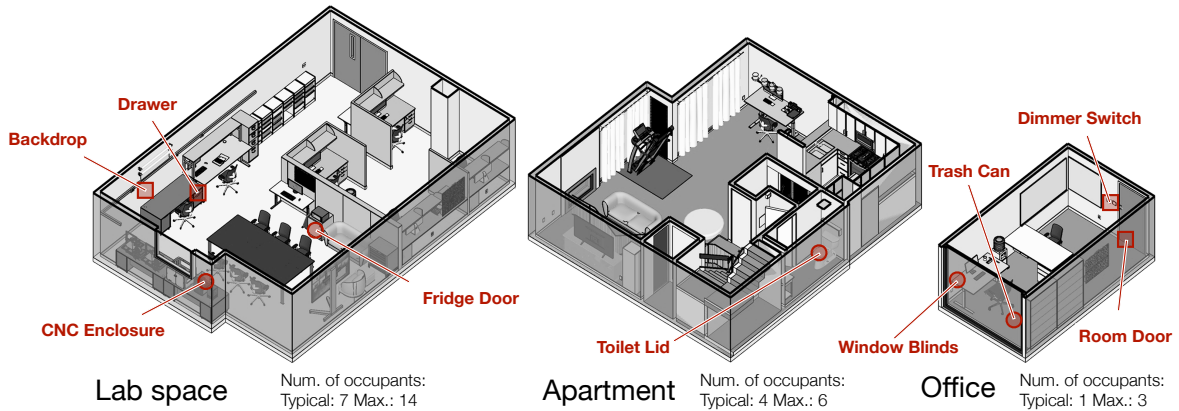 Drawer
Backdrop
CNC Enclosure
Fridge Door
Lab space
Num. of occupants:
Typical: 7 Max.: 14
Toilet Lid
Apartment
Num. of occupants:
Typical: 4 Max.: 6
Dimmer Switch
Trash Can
Window Blinds
Room Door
Office
Num. of occupants:
Typical: 1 Max.: 3